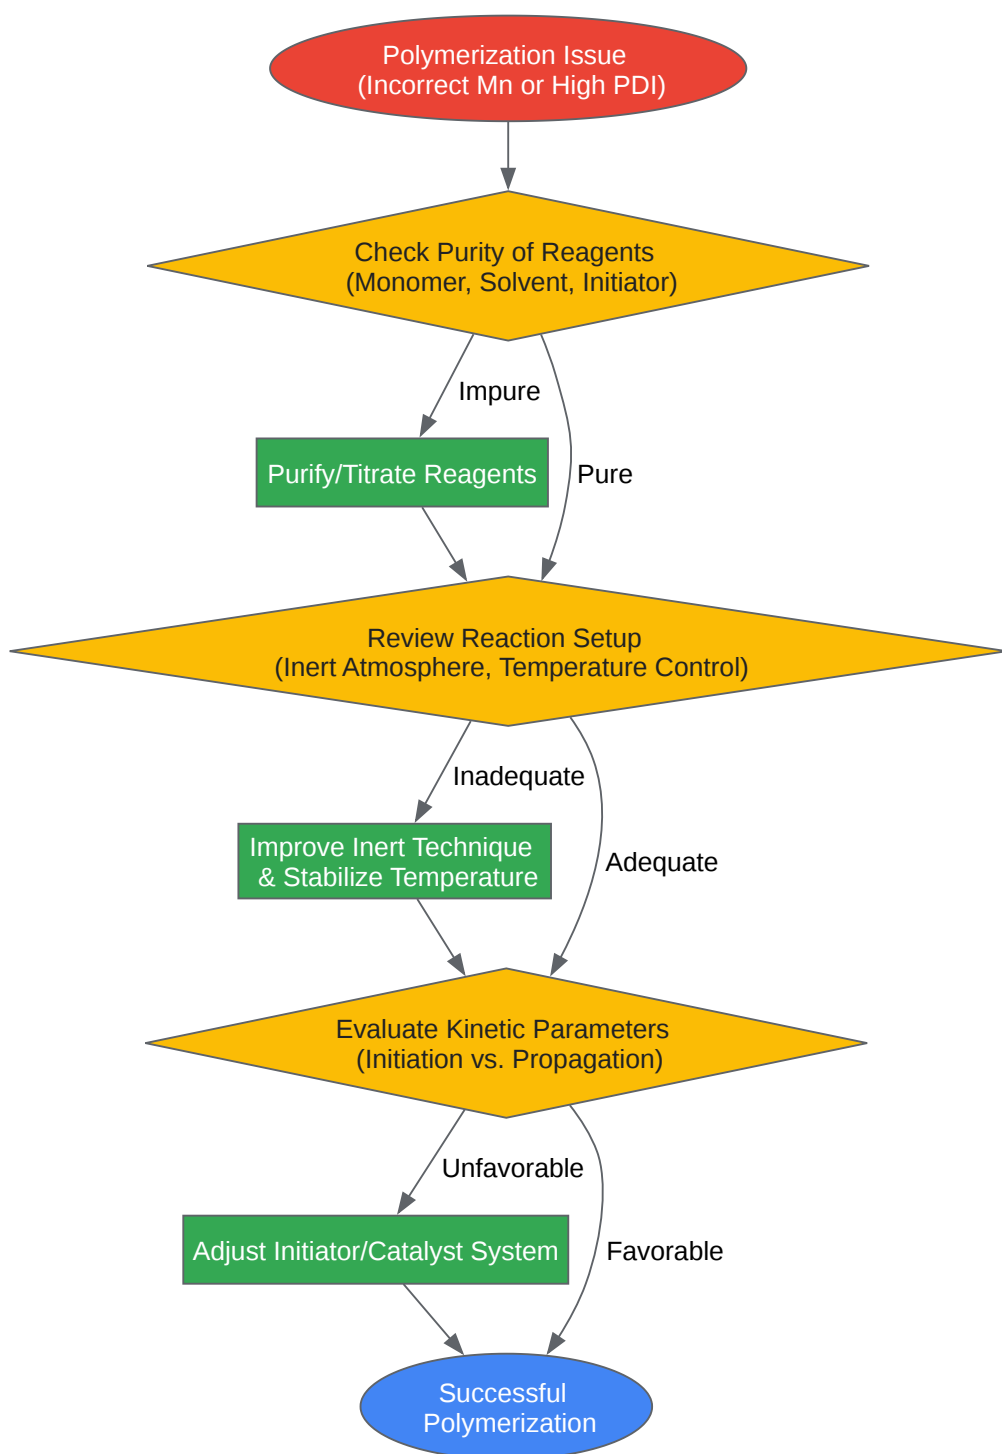 Polymerization Issue
(Incorrect Mn or High PDI)
Check Purity of Reagents
(Monomer, Solvent, Initiator)
Impure
Purify/Titrate Reagents
Pure
Review Reaction Setup
(Inert Atmosphere, Temperature Control)
Inadequate
Improve Inert Technique
& Stabilize Temperature
Adequate
Evaluate Kinetic Parameters
(Initiation vs. Propagation)
Unfavorable
Adjust Initiator/Catalyst System
Favorable
Successful
Polymerization